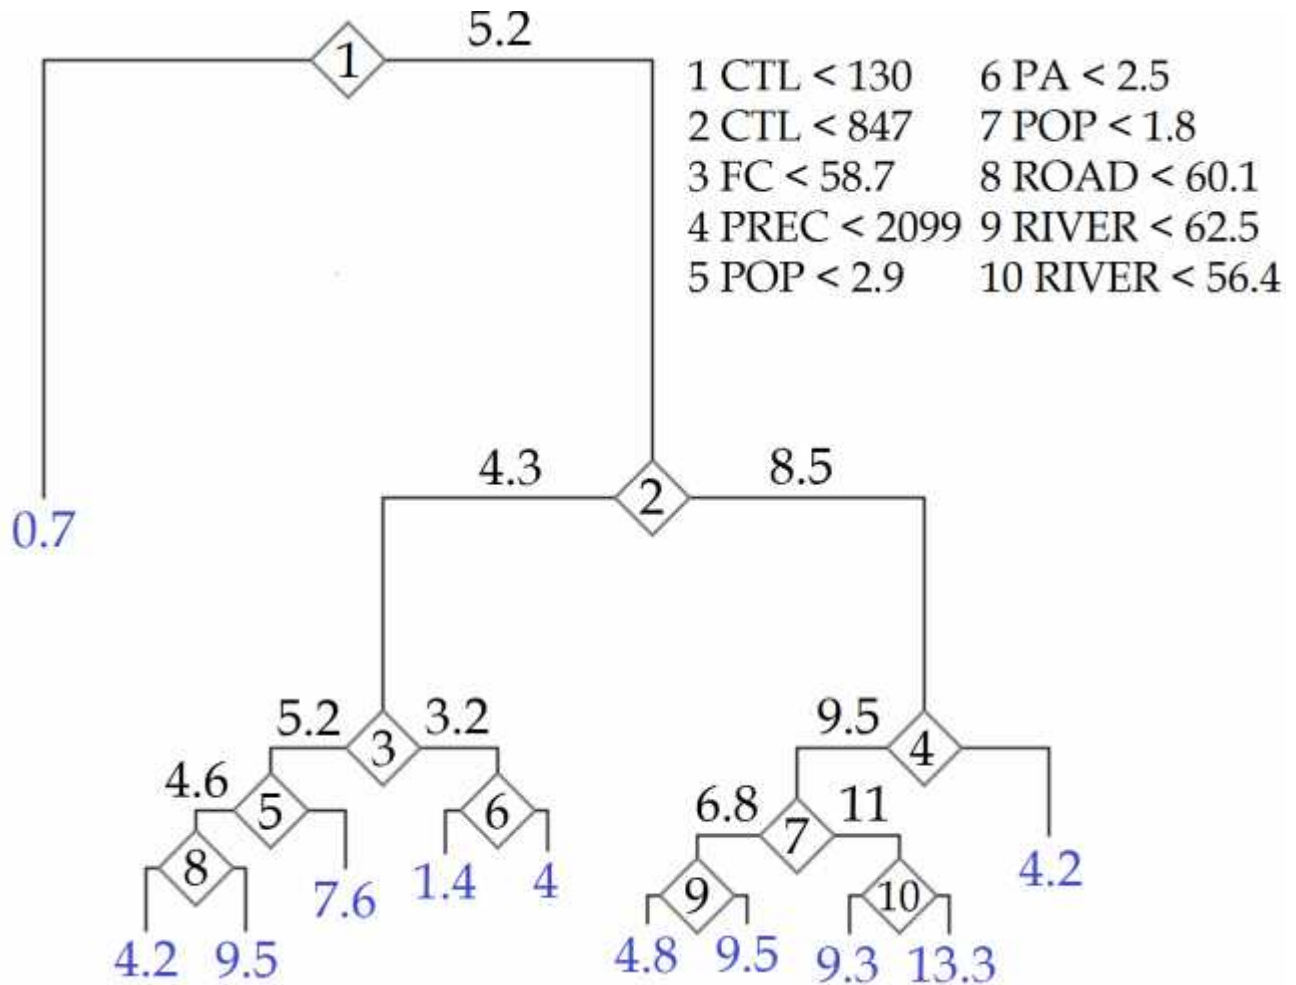 5.2
1
1 CTL < 130 6 PA < 2.5
2 CTL < 847 7 POP < 1.8
3 FC < 58.7 8 ROAD < 60.1
4 PREC < 2099 9 RIVER < 62.5
5 POP < 2.9 10 RIVER < 56.4
4.3 2 8.5
0.7
5.2 3 3.2 9.5 4
4.6 5 6 6.8 7 11
8 7.6 1.4 4 9 10 4.2
4.2 9.5 4.8 9.5 9.3 13.3